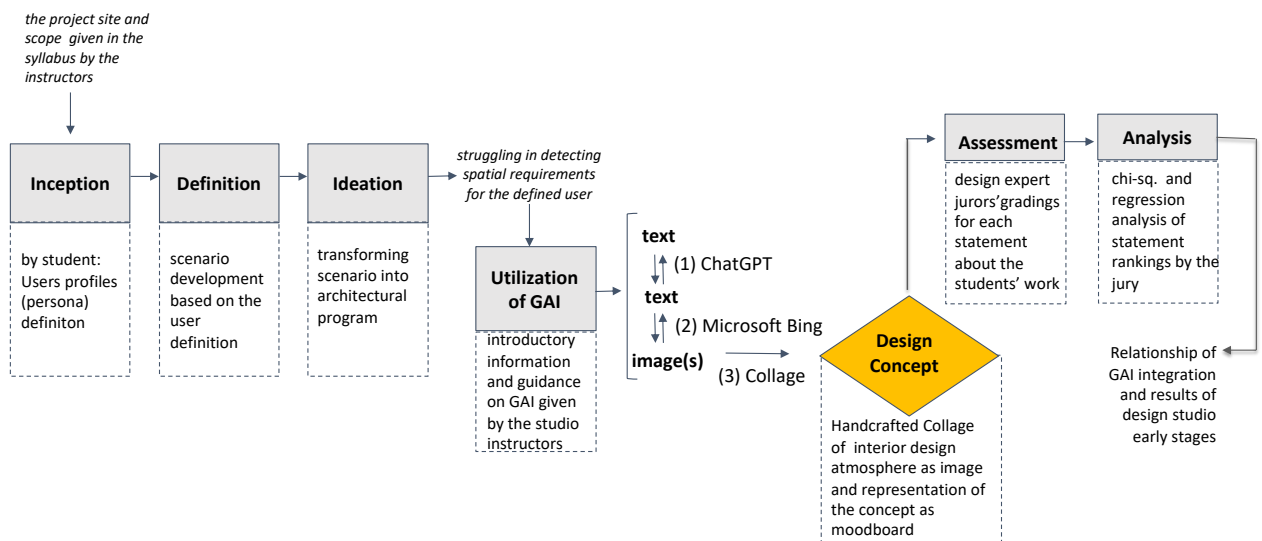 the project site and
scope given in the
syllabus by the
instructors
Inception
by student:
Users profiles
(persona)
definiton
Definition
scenario
development
based on the
user
definition
Ideation
transforming
scenario into
architectural
program
struggling in detecting
spatial requirements
for the defined user
Utilization
of GAI
introductory
information
and guidance
on GAI given
by the studio
instructors
text
(1) ChatGPT
text
(2) Microsoft Bing
image(s)
(3) Collage
Design
Concept
Handcrafted Collage
of interior design
atmosphere as image
and representation of
the concept as
moodboard
Assessment
design expert
jurors'gradings
for each
statement
about the
students' work
Analysis
chi-sq. and
regression
analysis of
statement
rankings by the
jury
Relationship of
GAI integration
and results of
design studio
early stages